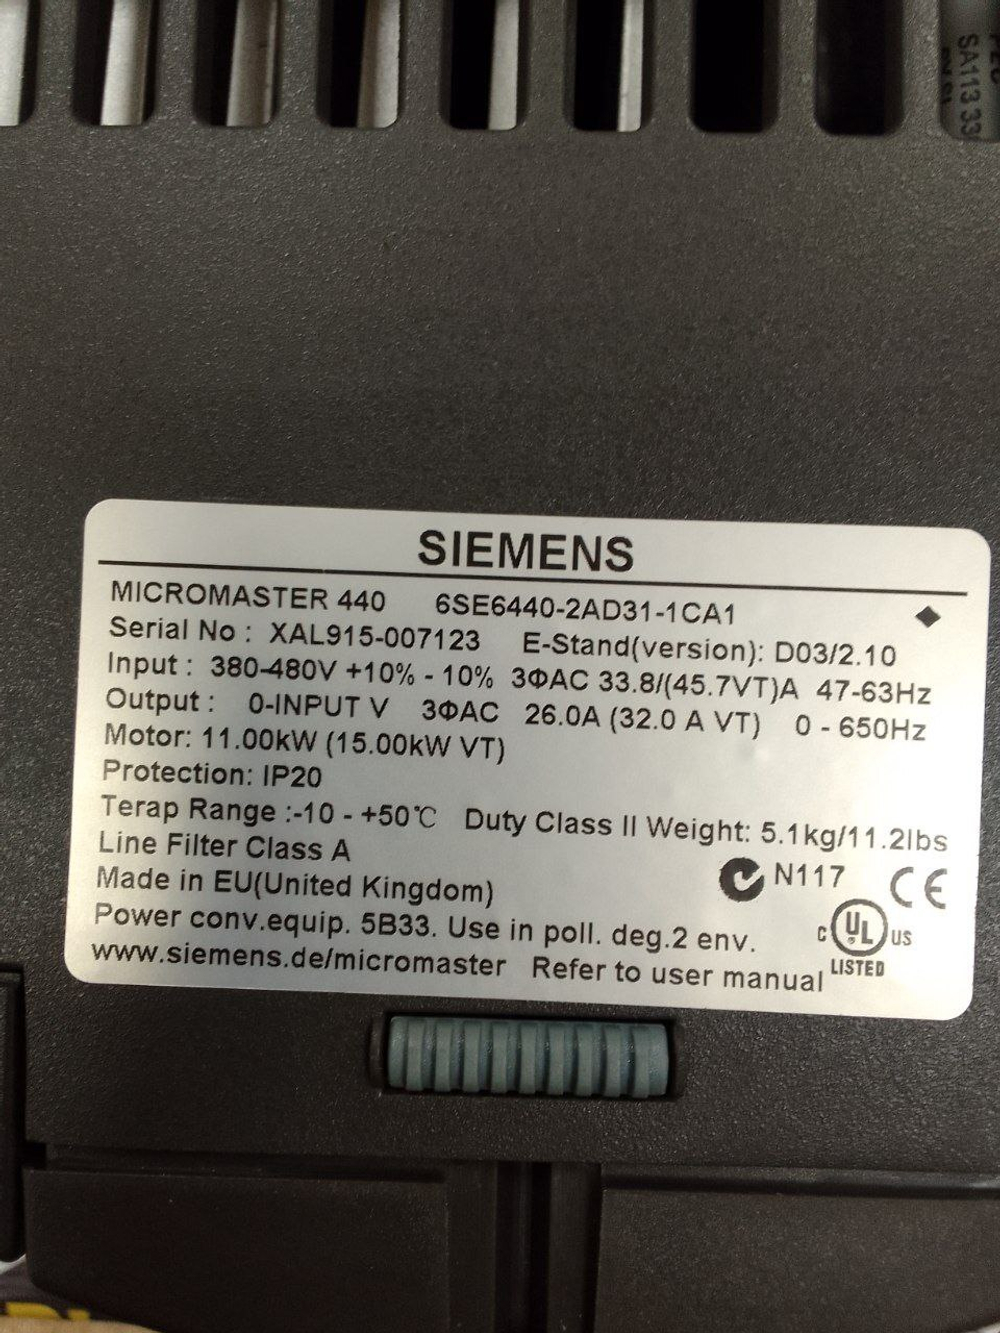 SA113 33
SIEMENS
MICROMASTER 440 6SE6440-2AD31-1CA1
Serial No : XAL915-007123 E-Stand(version): D03/2.10
Input : 380-480V +10% - 10% 3ΦAC 33.8/(45.7VT)A 47-63Hz
Output : 0-INPUT V 3ΦAC 26.0A (32.0 A VT) 0 - 650Hz
Motor: 11.00kW (15.00kW VT)
Protection: IP20
Terap Range :-10 - +50℃ Duty Class II Weight: 5.1kg/11.2lbs
Line Filter Class A
Made in EU(United Kingdom)
N117 CE
Power conv.equip. 5B33. Use in poll. deg.2 env.
C UL US
LISTED
www.siemens.de/micromaster Refer to user manual